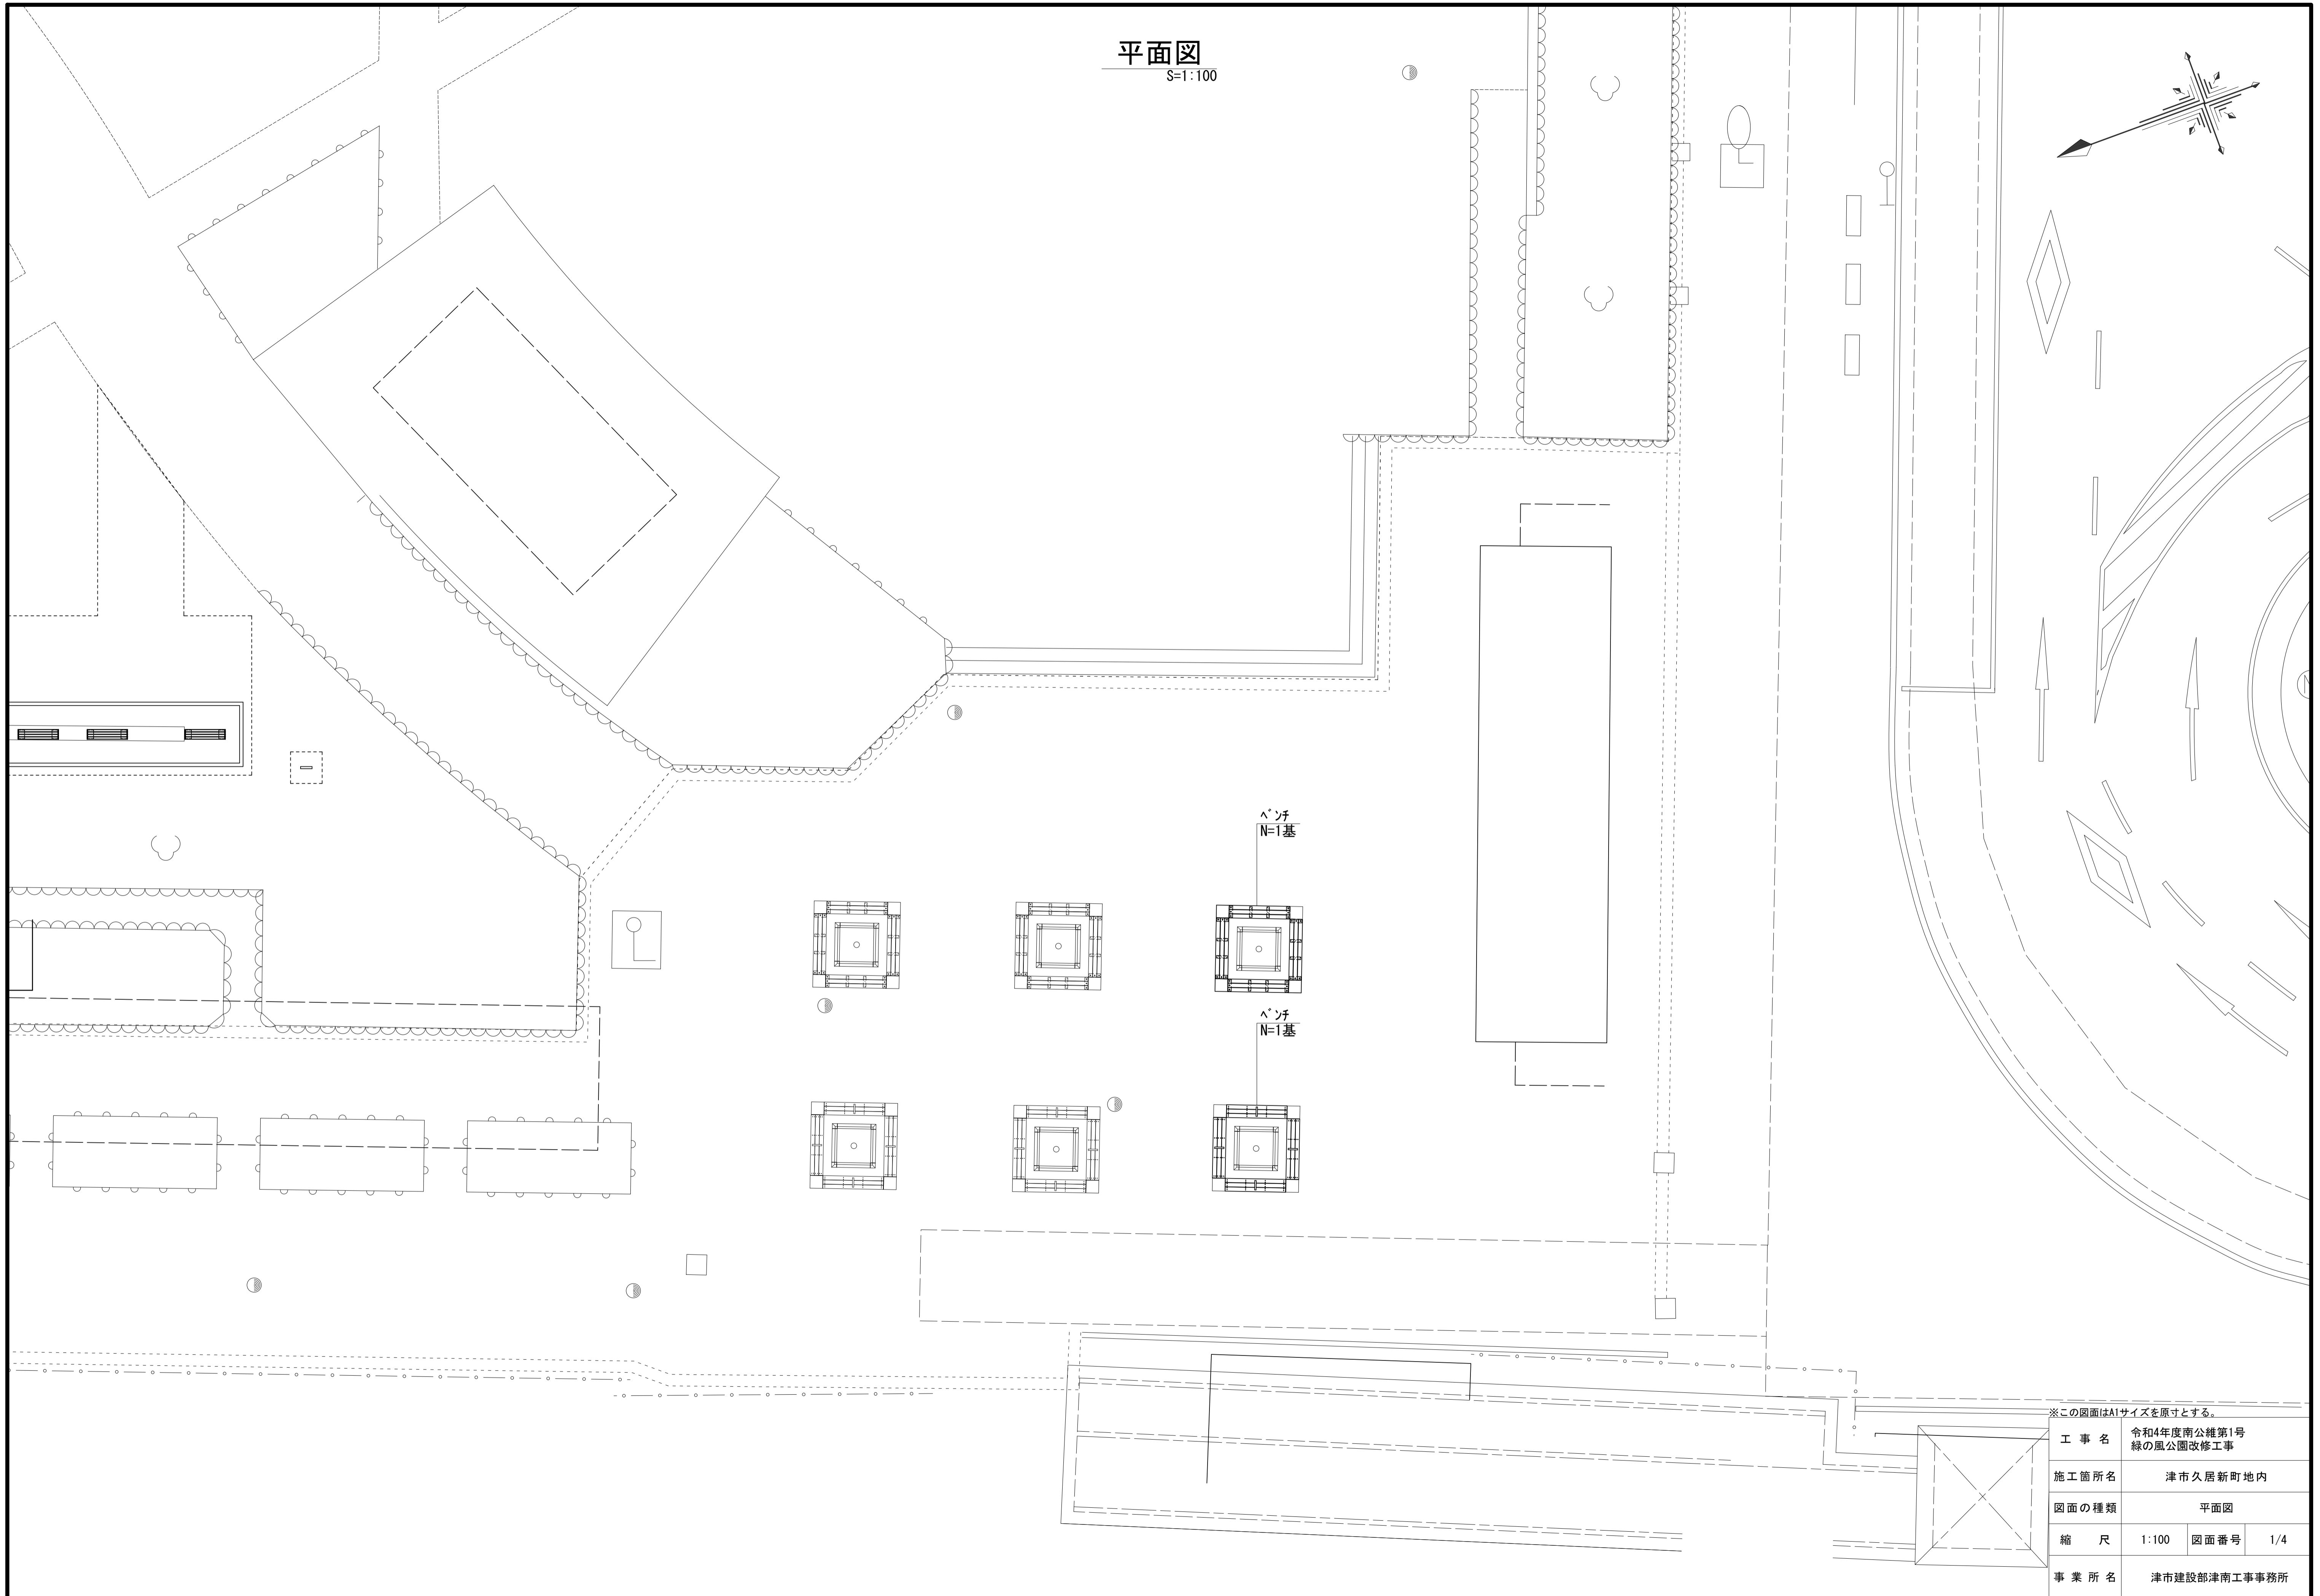 平面図
S=1:100
ﾍﾞﾝﾁ
N=1基
ﾍﾞﾝﾁ
N=1基
※この図面はA1サイズを原寸とする。
工事名 令和4年度南公維第1号
緑の風公園改修工事
施工箇所名 津市久居新町地内
図面の種類 平面図
縮尺 1:100 図面番号 1/4
事業所名 津市建設部津南工事事務所